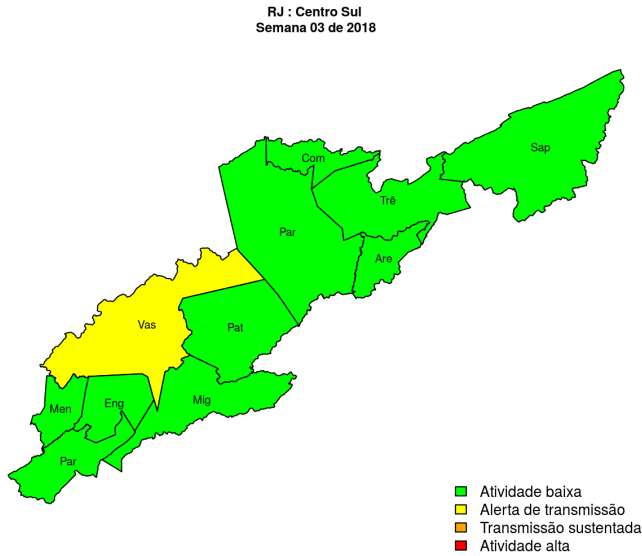 RJ : Centro Sul
Semana 03 de 2018
Sap
Com
Trê
Par
Are
Vas
Pat
Men
Eng
Mig
Par
Atividade baixa
Alerta de transmissão
Transmissão sustentada
Atividade alta